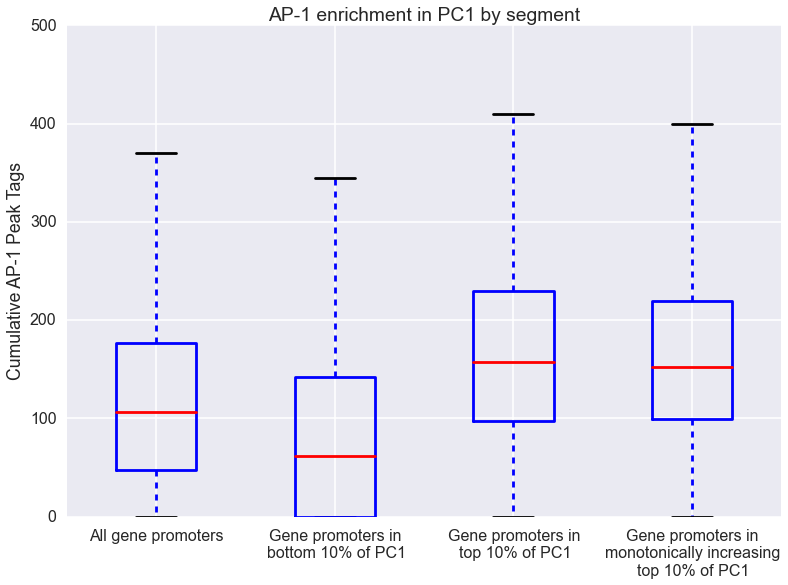 AP-1 enrichment in PC1 by segment
500
400
300
200
100
0
Cumulative AP-1 Peak Tags
All gene promoters
Gene promoters in
bottom 10% of PC1
Gene promoters in
top 10% of PC1
Gene promoters in
monotonically increasing
top 10% of PC1